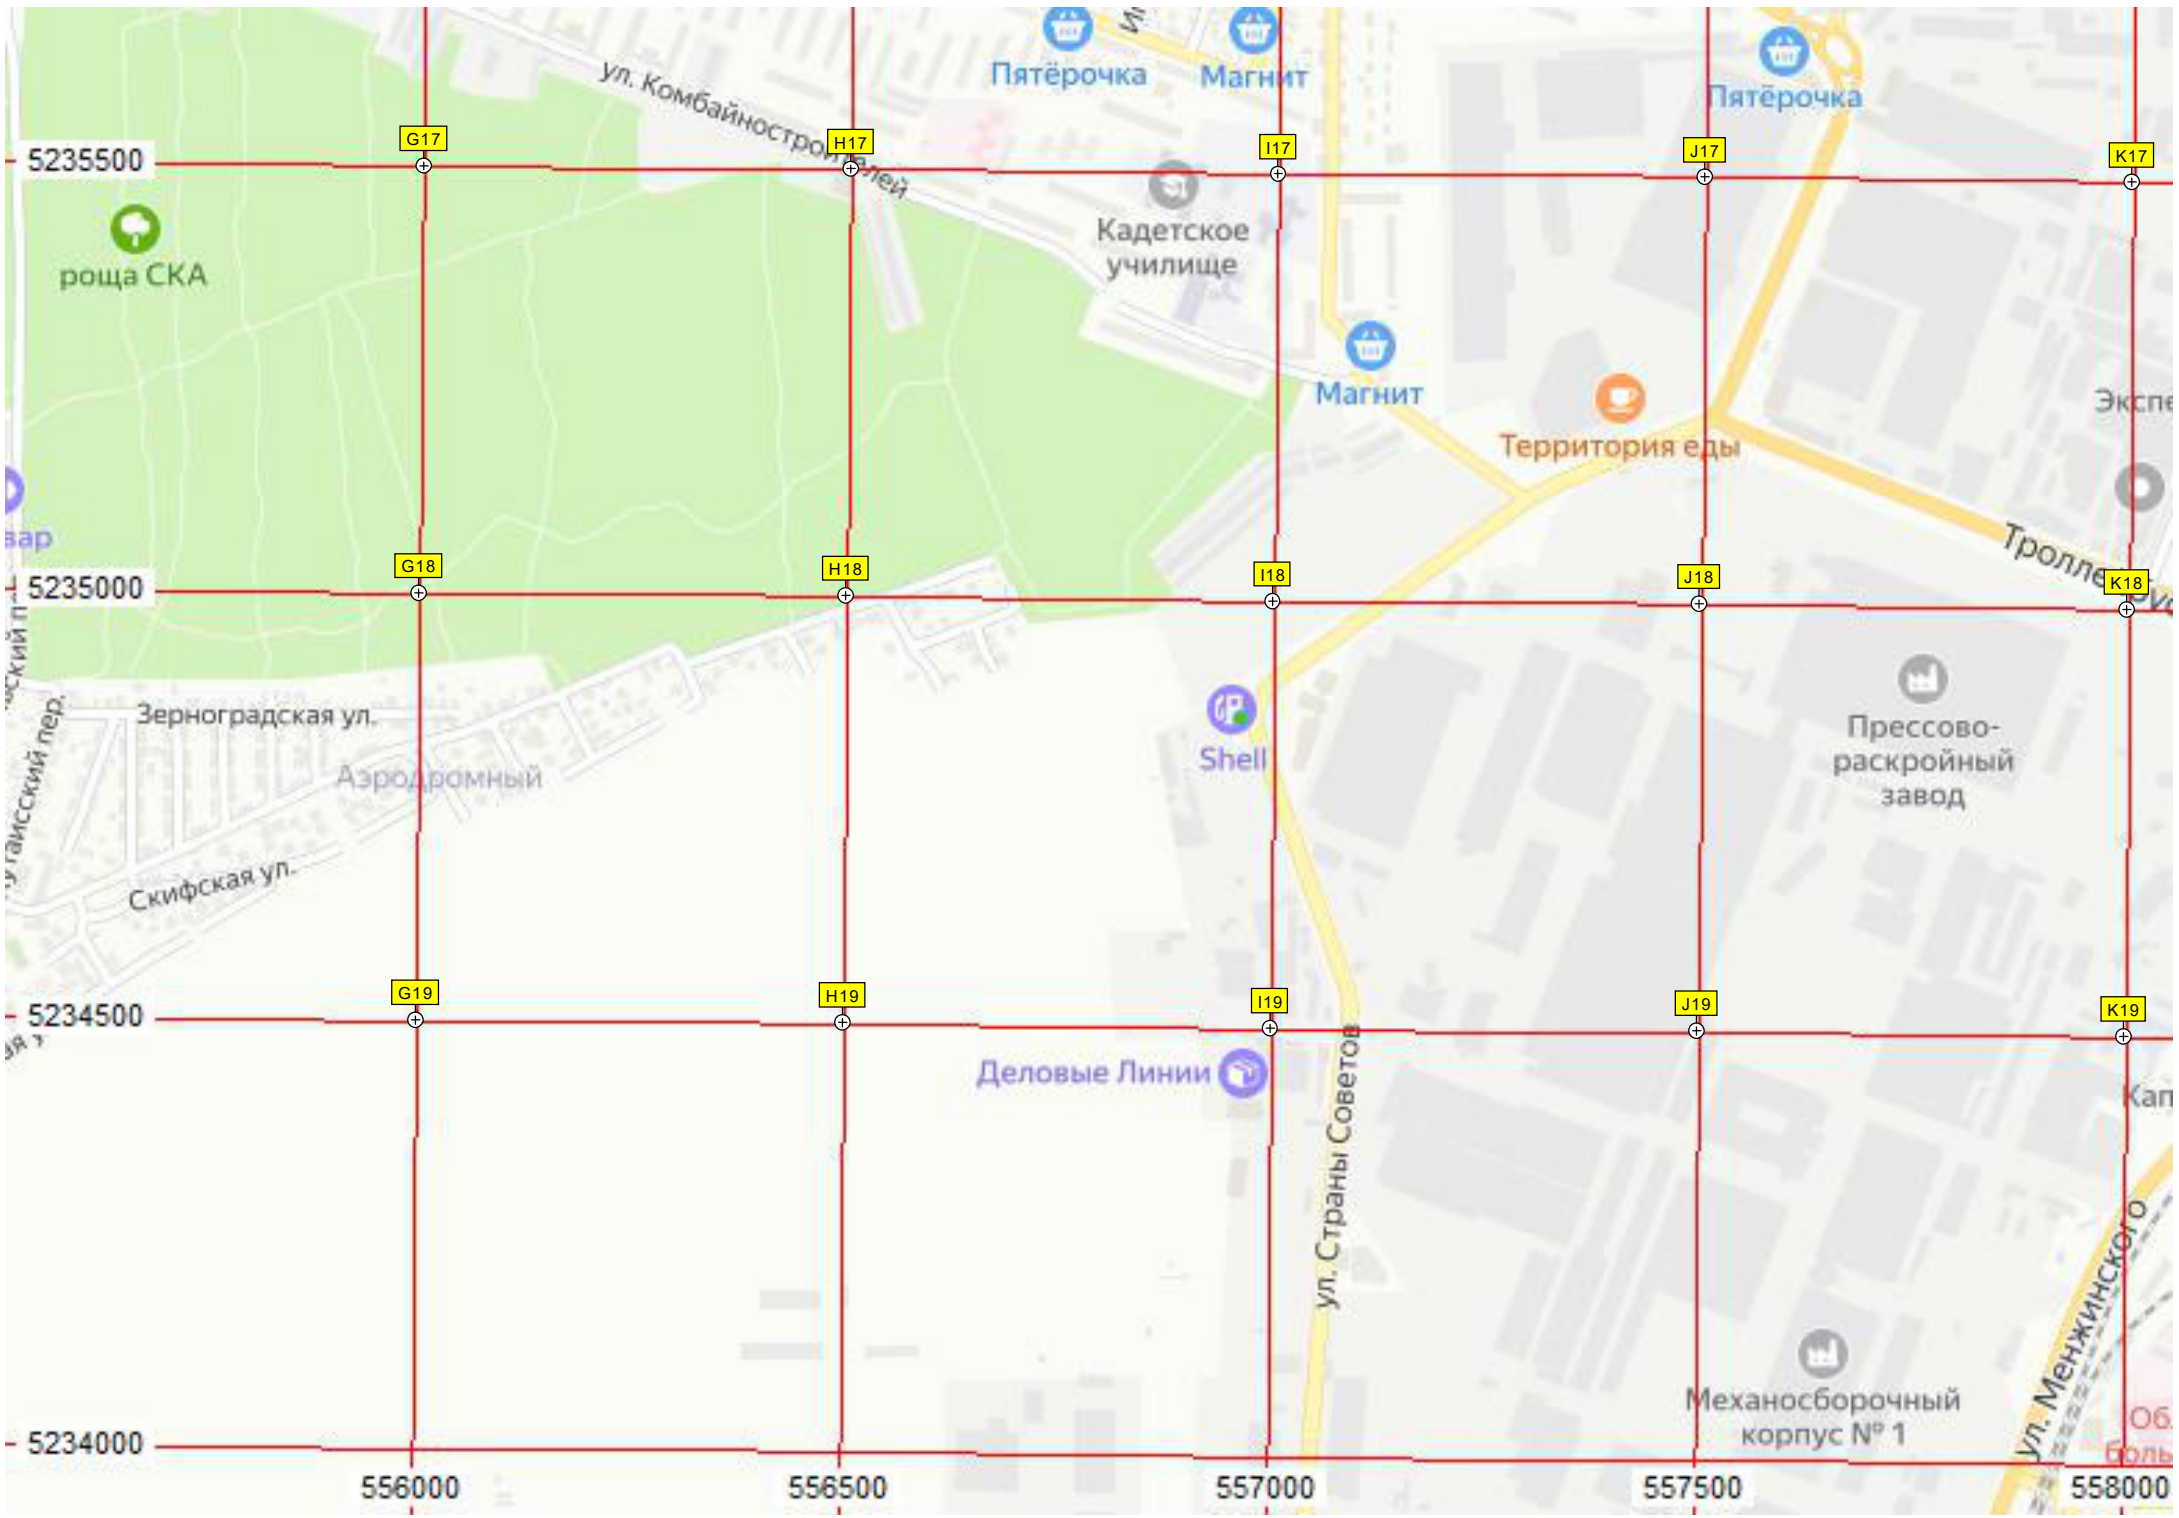 Пятёрочка
Магнит
Пятёрочка
ул. Комбайностроителей
G17
H17
I17
J17
K17
5235500
роща СКА
Кадетское
училище
Магнит
Территория еды
G18
H18
I18
J18
K18
5235000
Зерноградская ул.
Аэродромный
Скифская ул.
Shell
Прессово-
раскройный
завод
G19
H19
I19
J19
K19
5234500
Деловые Линии
ул. Страны Советов
ул. Менжинского
Механосборочный
корпус № 1
5234000
556000
556500
557000
557500
558000